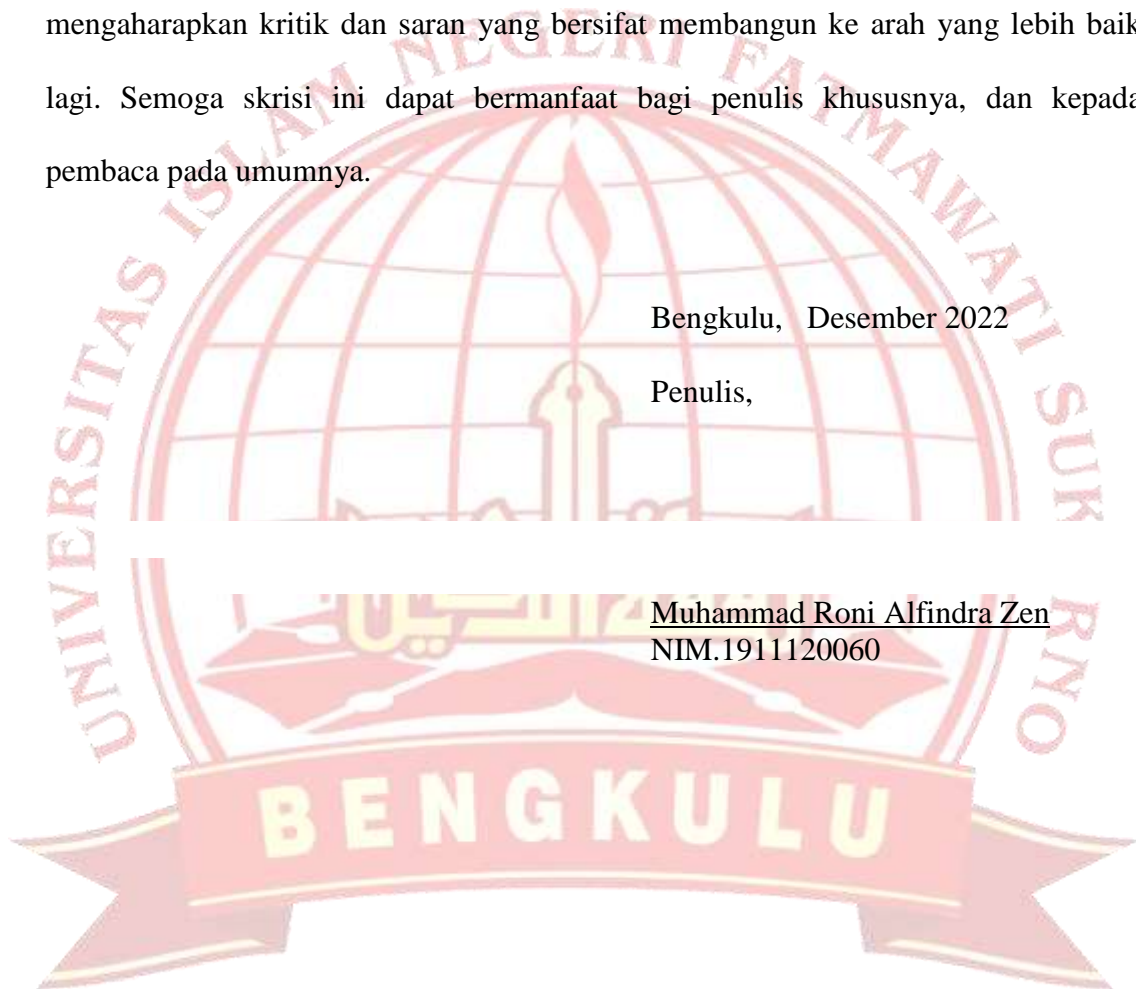 mengaharapkan kritik dan saran yang bersifat membangun ke arah yang lebih baik
lagi. Semoga skrisi ini dapat bermanfaat bagi penulis khususnya, dan kepada
pembaca pada umumnya.
UNIVERSITAS ISLAM NEGERI FATMAWATI SUKARNO
Bengkulu, Desember 2022
Penulis,
Muhammad Roni Alfindra Zen
NIM.1911120060
BENGKULU